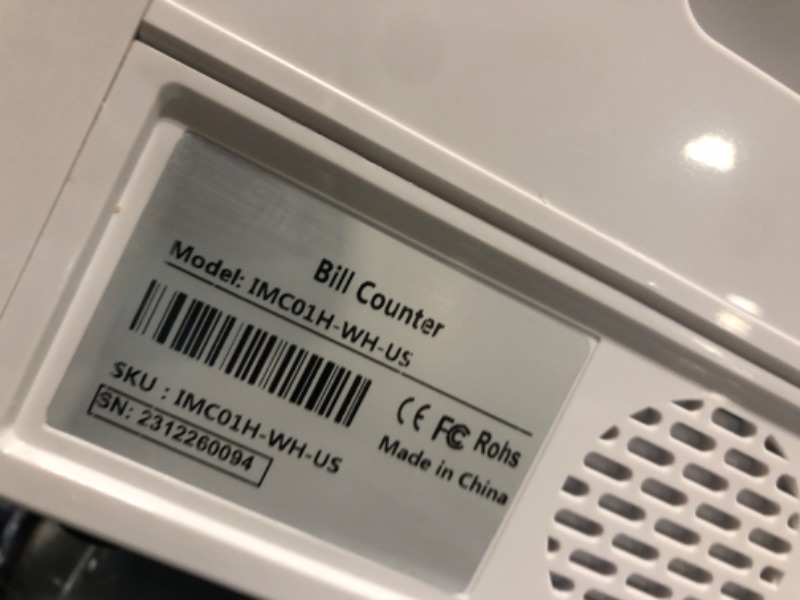 Bill Counter
Model: IMC01H-WH-US
SKU : IMC01H-WH-US
SN: 2312260094
CE FC Rohs
Made in China